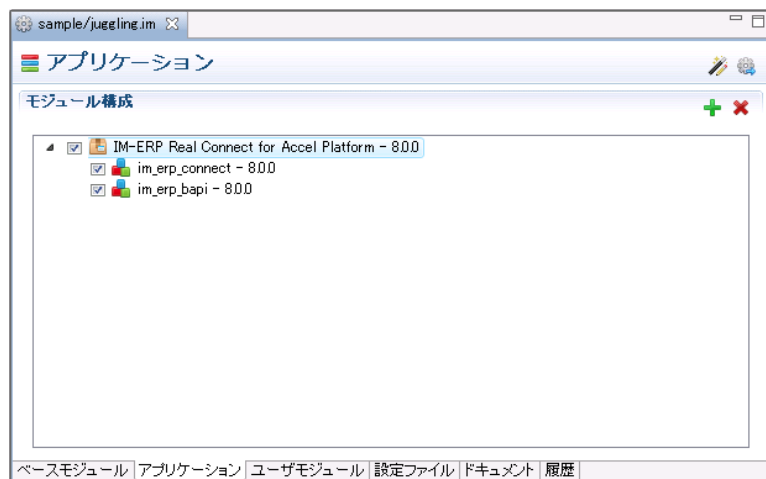 sample/juggling.im
アプリケーション
モジュール構成
IM-ERP Real Connect for Accel Platform - 8.0.0
im_erp_connect - 8.0.0
im_erp_bapi - 8.0.0
ベースモジュール アプリケーション ユーザモジュール 設定ファイル ドキュメント 履歴